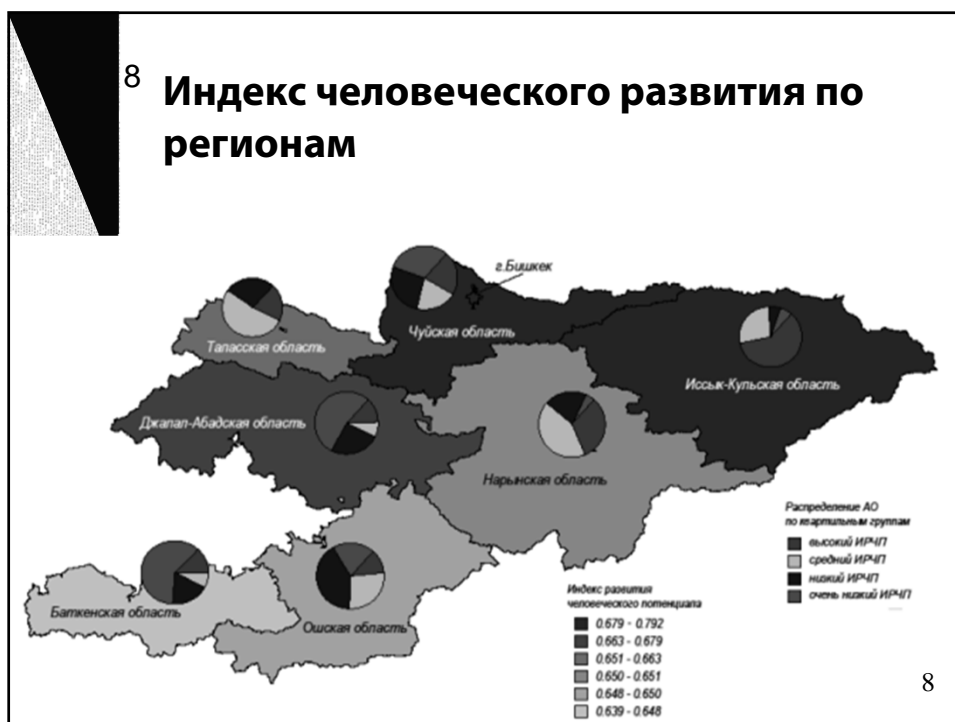 8
Индекс человеческого развития по
регионам
г.Бишкек
Чуйская область
Таласская область
Иссык-Кульская область
Джалал-Абадская область
Нарынская область
Распределение АО
по квартильным группам
высокий ИРЧП
средний ИРЧП
низкий ИРЧП
очень низкий ИРЧП
Баткенская область
Ошская область
Индекс развития
человеческого потенциала
0.679 - 0.792
0.663 - 0.679
0.651 - 0.663
0.650 - 0.651
0.648 - 0.650
0.639 - 0.648
8